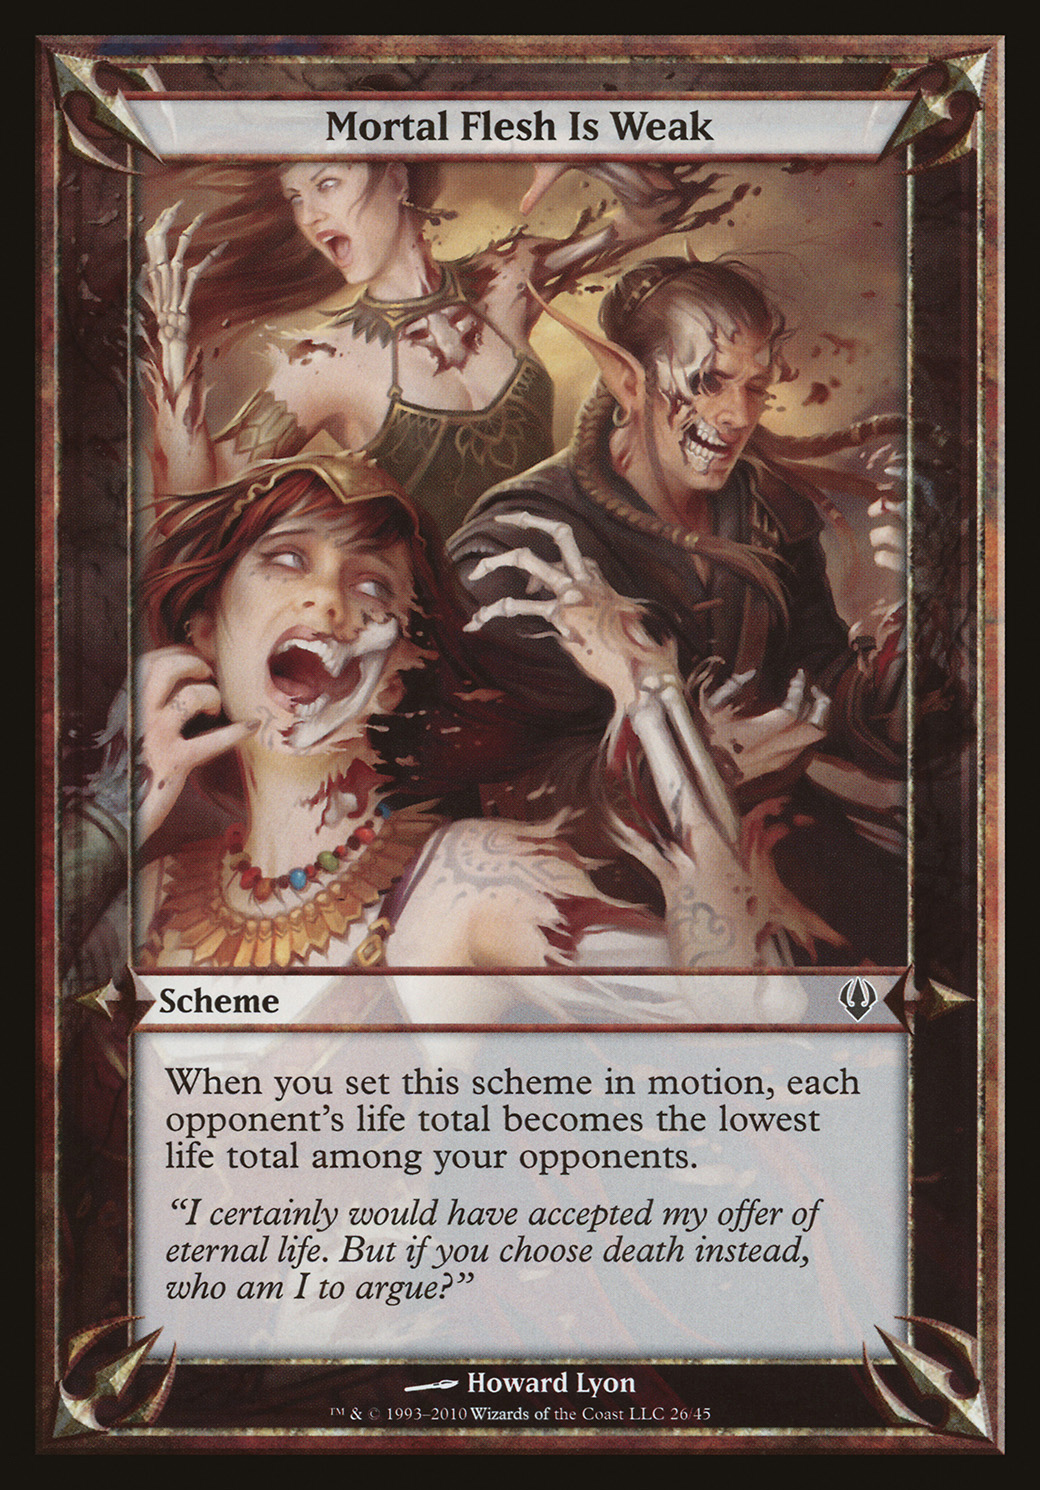 Mortal Flesh Is Weak
Scheme
When you set this scheme in motion, each
opponent's life total becomes the lowest
life total among your opponents.
"I certainly would have accepted my offer of
eternal life. But if you choose death instead,
who am I to argue?"
Howard Lyon
™ & © 1993–2010 Wizards of the Coast LLC 26/45